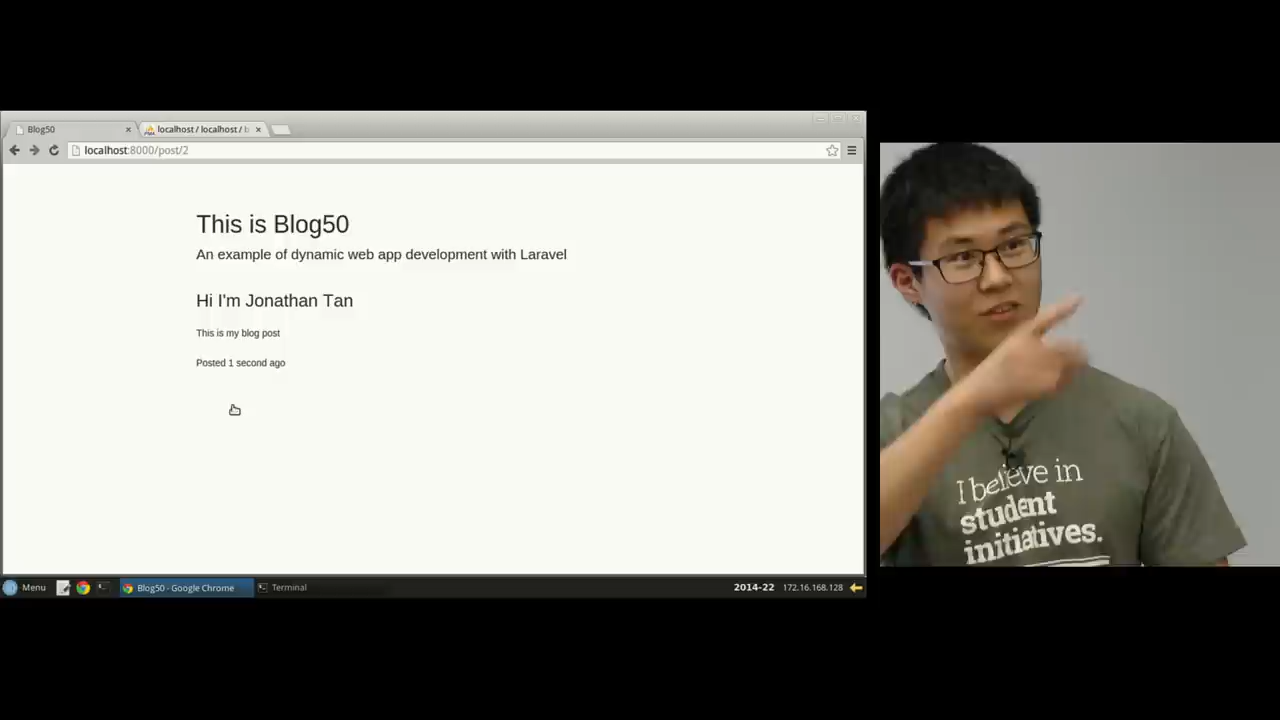 Blog50
localhost / localhost / b
localhost:8000/post/2
This is Blog50
An example of dynamic web app development with Laravel
Hi I'm Jonathan Tan
This is my blog post
Posted 1 second ago
Menu
Blog50 - Google Chrome
Terminal
2014-22
172.16.168.128
I believe in
student
initiatives.